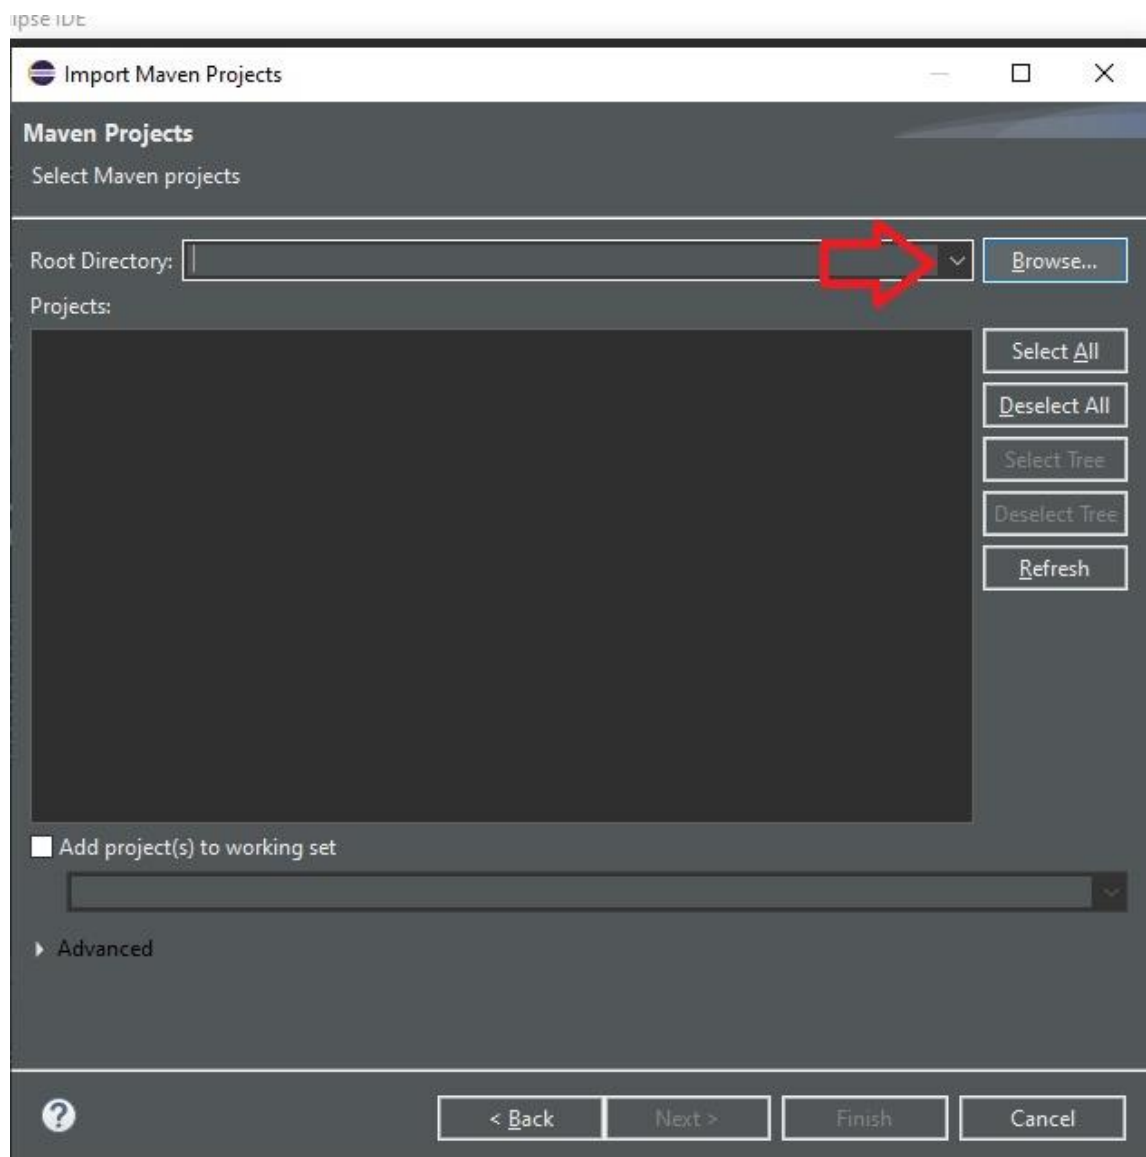 ipse IDE
Import Maven Projects
Maven Projects
Select Maven projects
Root Directory:
Browse...
Projects:
Select All
Deselect All
Select Tree
Deselect Tree
Refresh
Add project(s) to working set
Advanced
?
< Back
Next >
Finish
Cancel